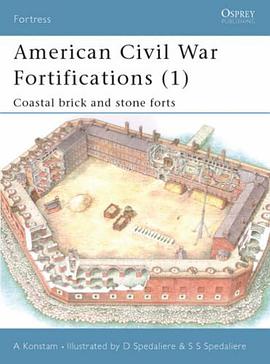 Fortress
OSPREY
PUBLISHING
American Civil War
Fortifications (1)
Coastal brick and stone forts
A Konstam • Illustrated by D Spedaliere & S S Spedaliere